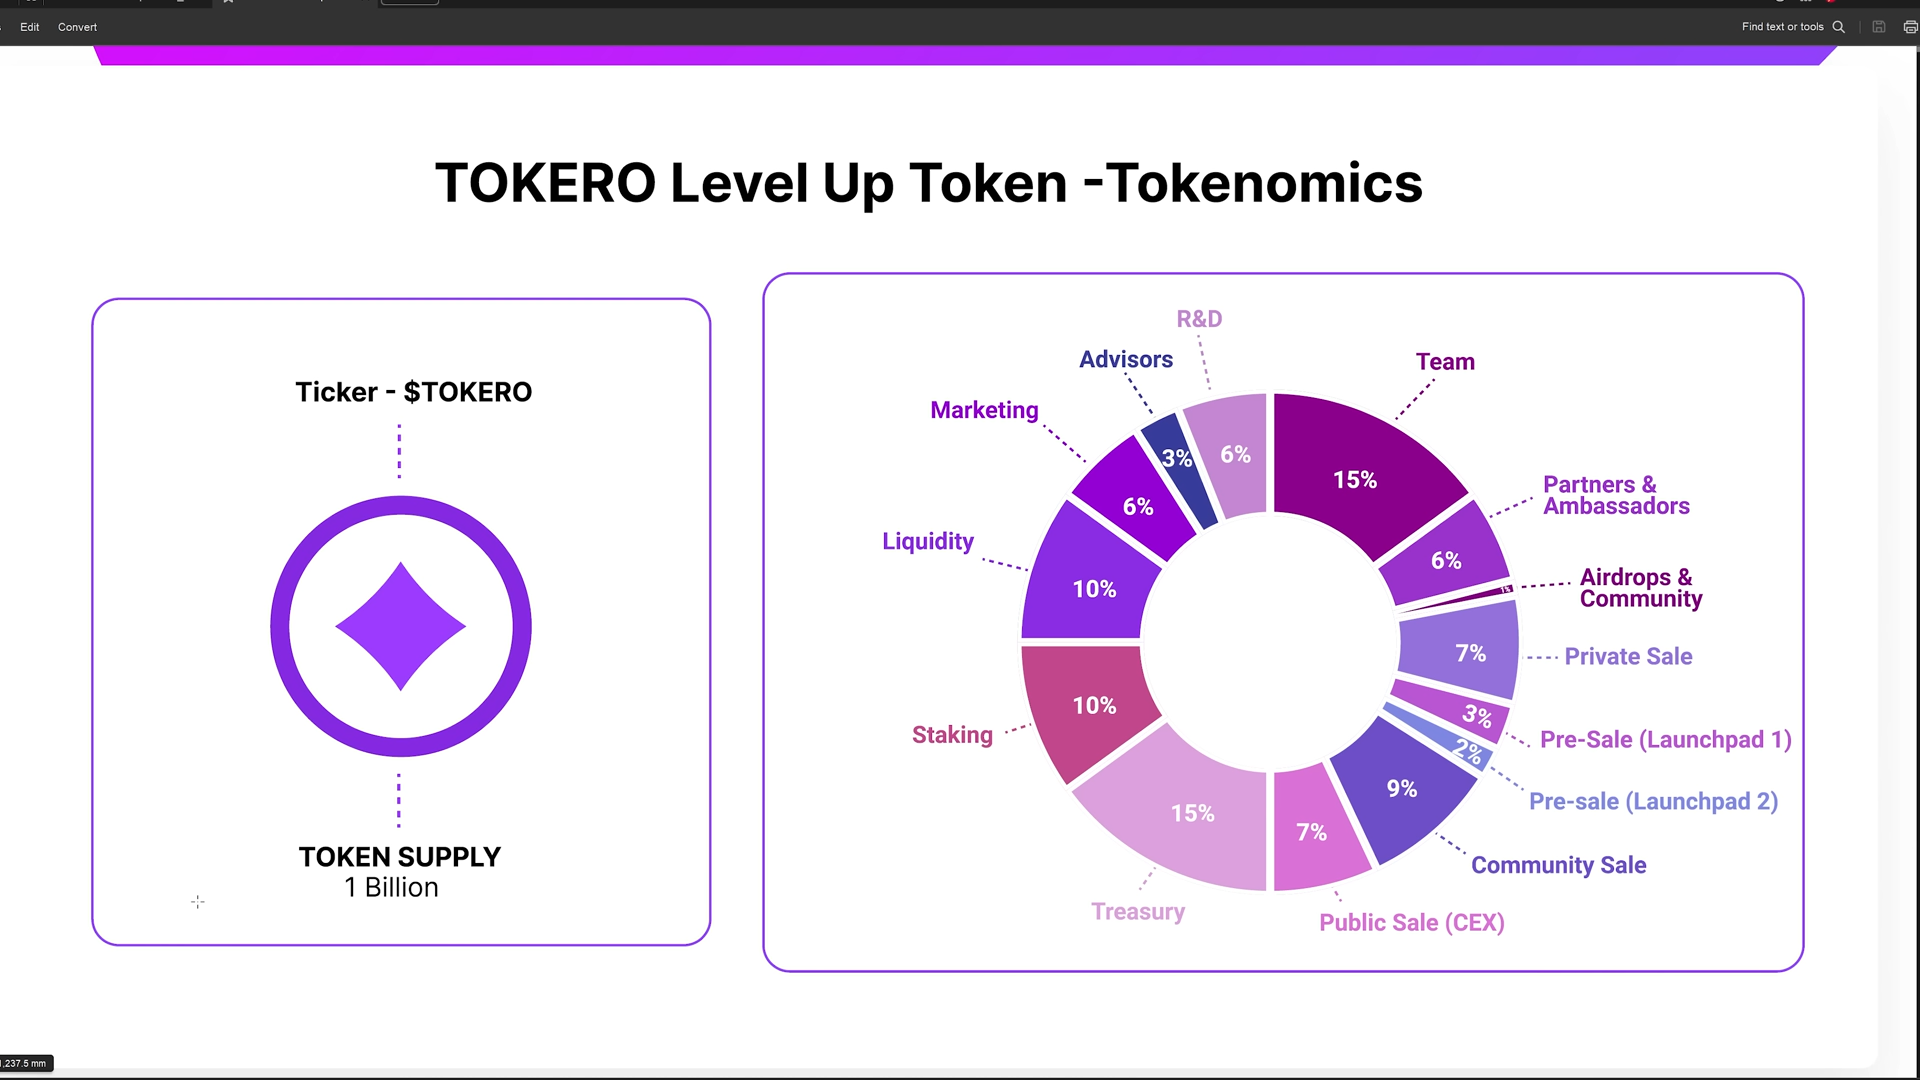 Edit Convert
Find text or tools
TOKERO Level Up Token -Tokenomics
Ticker - $TOKERO
TOKEN SUPPLY
1 Billion
R&D
Advisors
Team
Marketing
Partners &
Ambassadors
Liquidity
Airdrops &
Community
Private Sale
Staking
Pre-Sale (Launchpad 1)
Pre-sale (Launchpad 2)
Community Sale
Treasury
Public Sale (CEX)
3%
6%
15%
6%
6%
1%
10%
7%
10%
3%
2%
9%
15%
7%
,237.5 mm